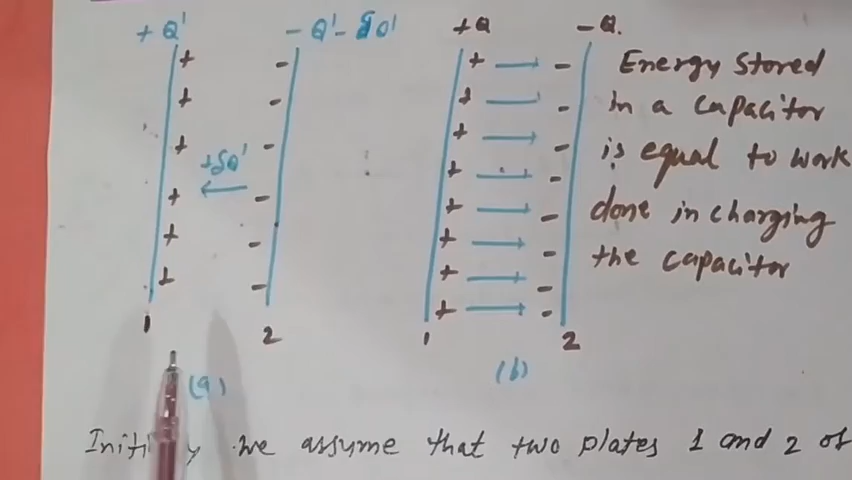 +Q' - Q' - δQ'
+δQ'
1 2
(a)
+Q -Q.
1 2
(b)
Energy stored
in a capacitor
is equal to work
done in charging
the capacitor
we assume that two plates 1 and 2 of